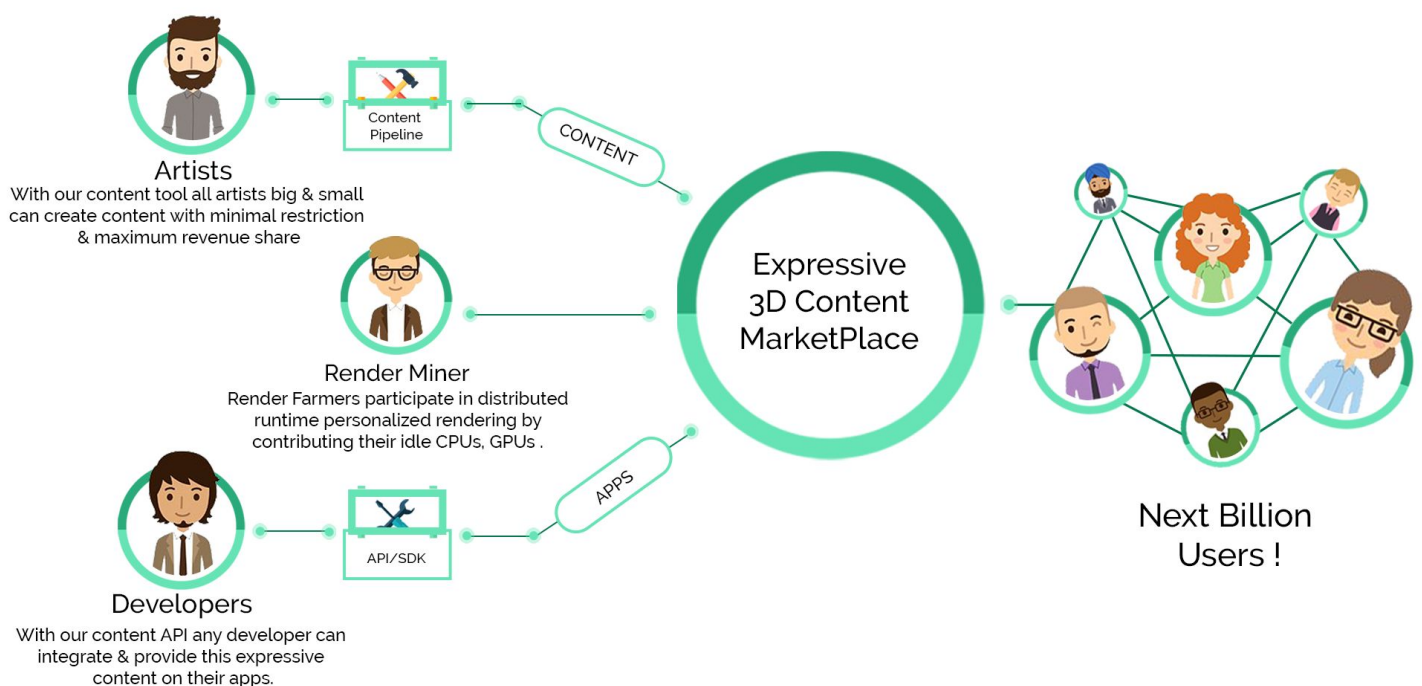 Artists
With our content tool all artists big & small
can create content with minimal restriction
& maximum revenue share
Content
Pipeline
CONTENT
Render Miner
Render Farmers participate in distributed
runtime personalized rendering by
contributing their idle CPUs, GPUs .
Developers
With our content API any developer can
integrate & provide this expressive
content on their apps.
API/SDK
APPS
Expressive
3D Content
MarketPlace
Next Billion
Users !